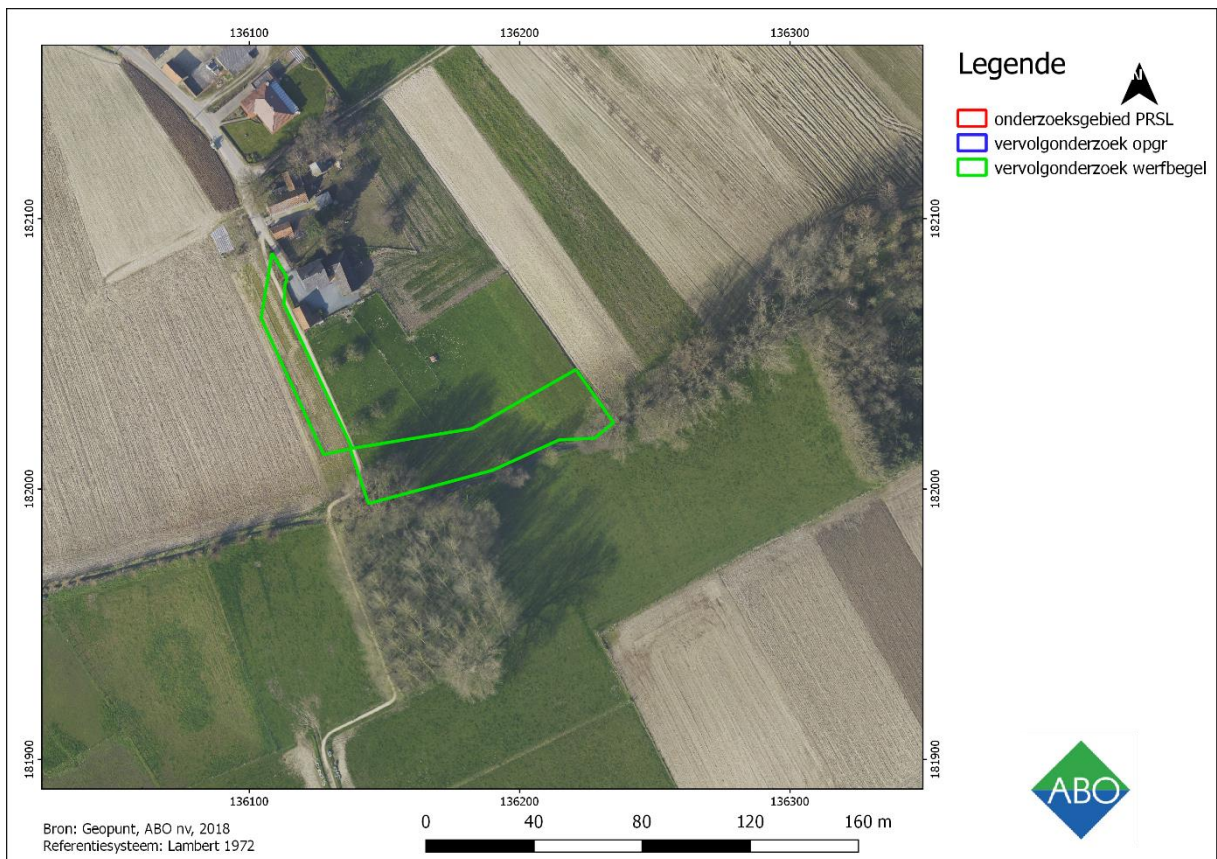 136100 136200 136300
Legende
N
onderzoeksgebied PRSL
vervolgonderzoek opgr
vervolgonderzoek werfbegel
182100 182100
182000 182000
181900 181900
136100 136200 136300
Bron: Geopunt, ABO nv, 2018
Referentiesysteem: Lambert 1972
0 40 80 120 160 m
ABO